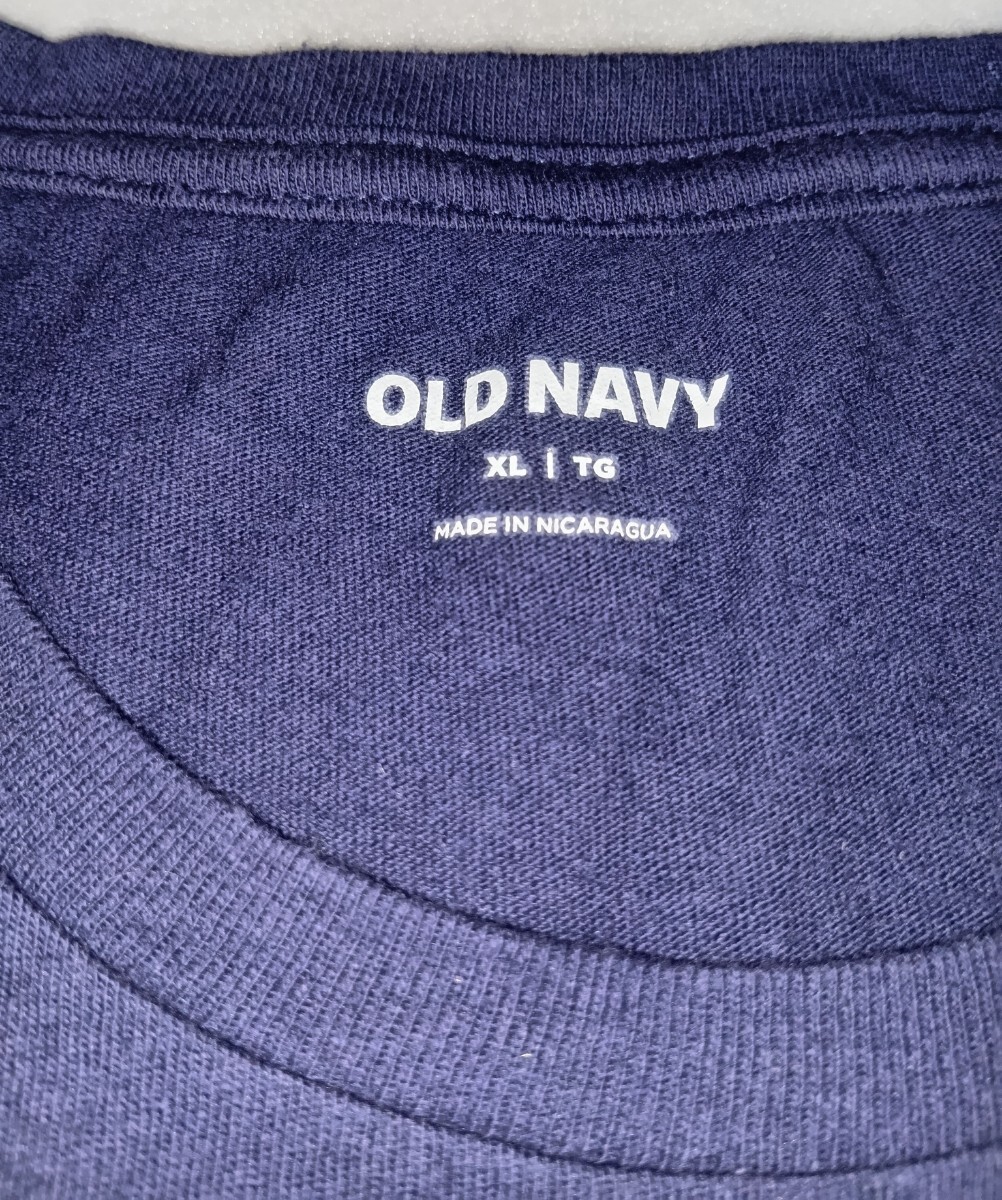 OLD NAVY
XL | TG
MADE IN NICARAGUA